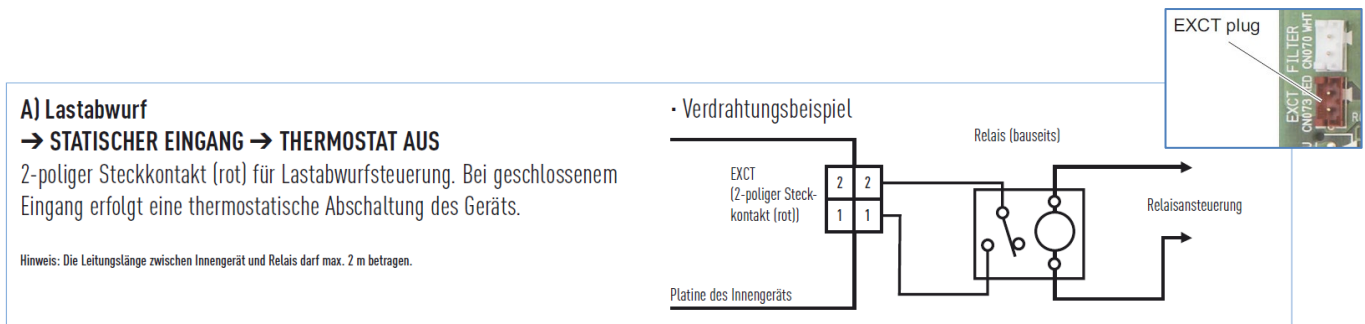 EXCT plug
EXCT FILTER
CN073 RED CN070 WHT
A) Lastabwurf
➔ STATISCHER EINGANG ➔ THERMOSTAT AUS
2-poliger Steckkontakt (rot) für Lastabwurfsteuerung. Bei geschlossenem
Eingang erfolgt eine thermostatische Abschaltung des Geräts.
Hinweis: Die Leitungslänge zwischen Innengerät und Relais darf max. 2 m betragen.
· Verdrahtungsbeispiel
Relais (bauseits)
EXCT
(2-poliger Steck-
kontakt (rot))
2 2
1 1
Relaisansteuerung
Platine des Innengeräts